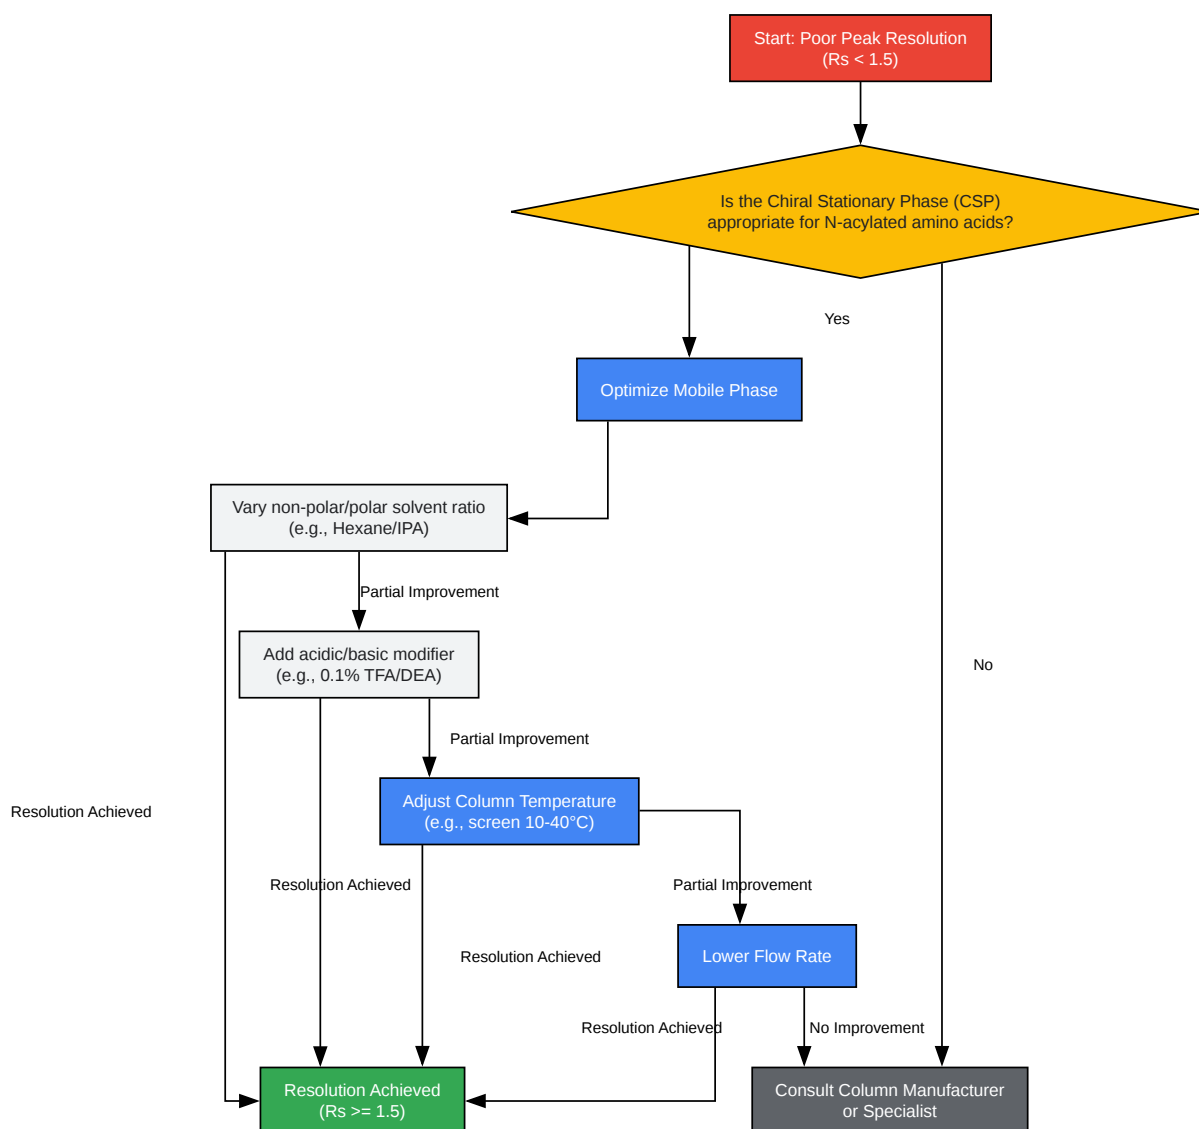 Start: Poor Peak Resolution
(Rs < 1.5)
Is the Chiral Stationary Phase (CSP)
appropriate for N-acylated amino acids?
Yes
Optimize Mobile Phase
Vary non-polar/polar solvent ratio
(e.g., Hexane/IPA)
Partial Improvement
Add acidic/basic modifier
(e.g., 0.1% TFA/DEA)
No
Partial Improvement
Adjust Column Temperature
(e.g., screen 10-40°C)
Resolution Achieved
Resolution Achieved
Partial Improvement
Resolution Achieved
Lower Flow Rate
Resolution Achieved
No Improvement
Resolution Achieved
(Rs >= 1.5)
Consult Column Manufacturer
or Specialist